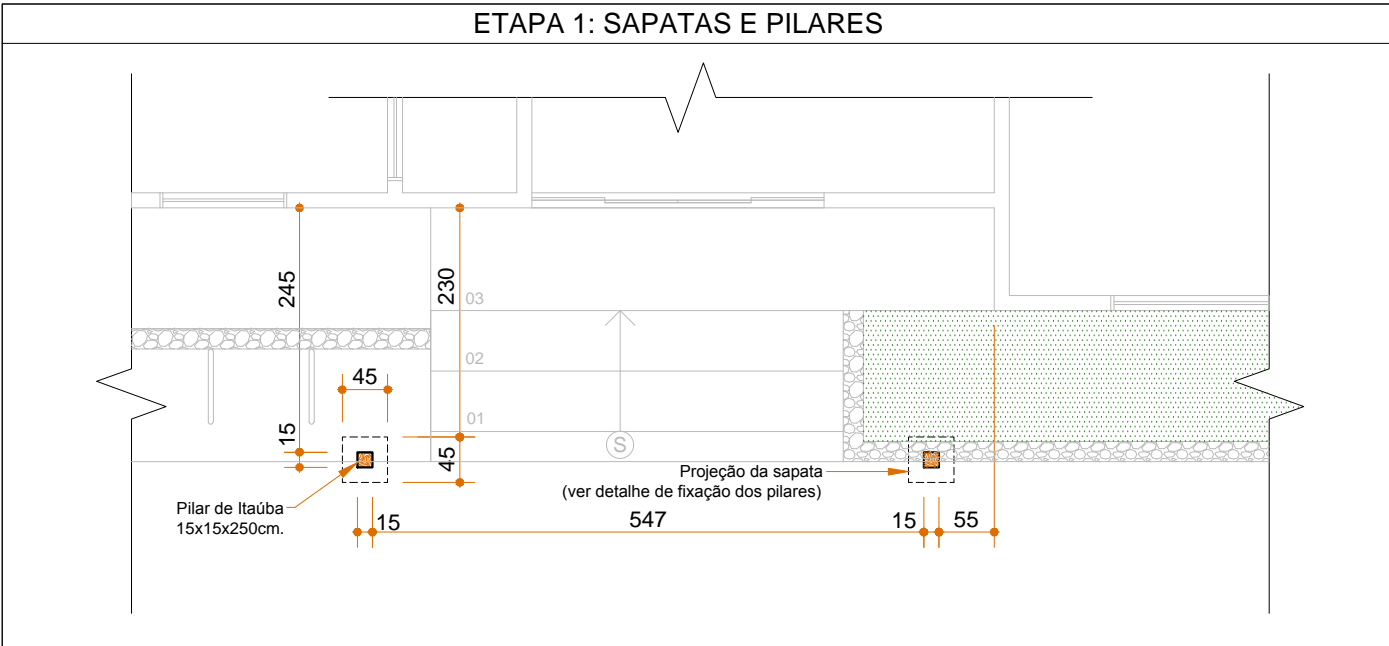 ETAPA 1: SAPATAS E PILARES
245
230
03
02
45
01
15
S
45
Projeção da sapata
(ver detalhe de fixação dos pilares)
Pilar de Itaúba
15x15x250cm.
15
547
15
55